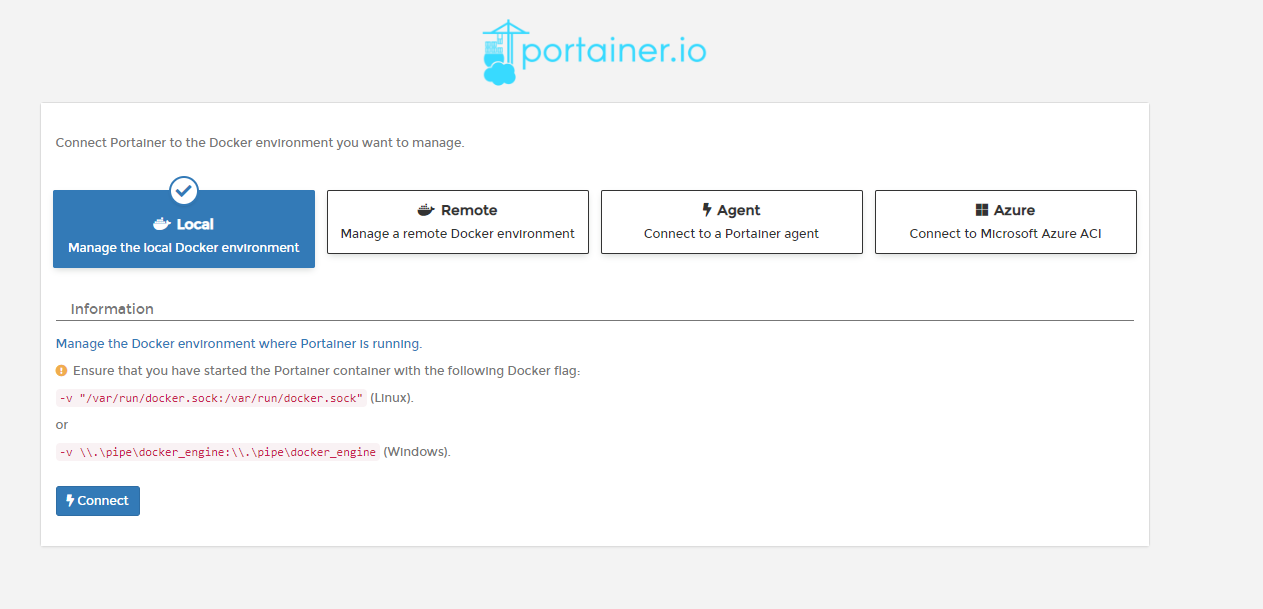 portainer.io
Connect Portainer to the Docker environment you want to manage.
Local
Manage the local Docker environment
Remote
Manage a remote Docker environment
Agent
Connect to a Portainer agent
Azure
Connect to Microsoft Azure ACI
Information
Manage the Docker environment where Portainer is running.
Ensure that you have started the Portainer container with the following Docker flag:
-v "/var/run/docker.sock:/var/run/docker.sock" (Linux).
or
-v \\.\pipe\docker_engine:\\.\pipe\docker_engine (Windows).
Connect